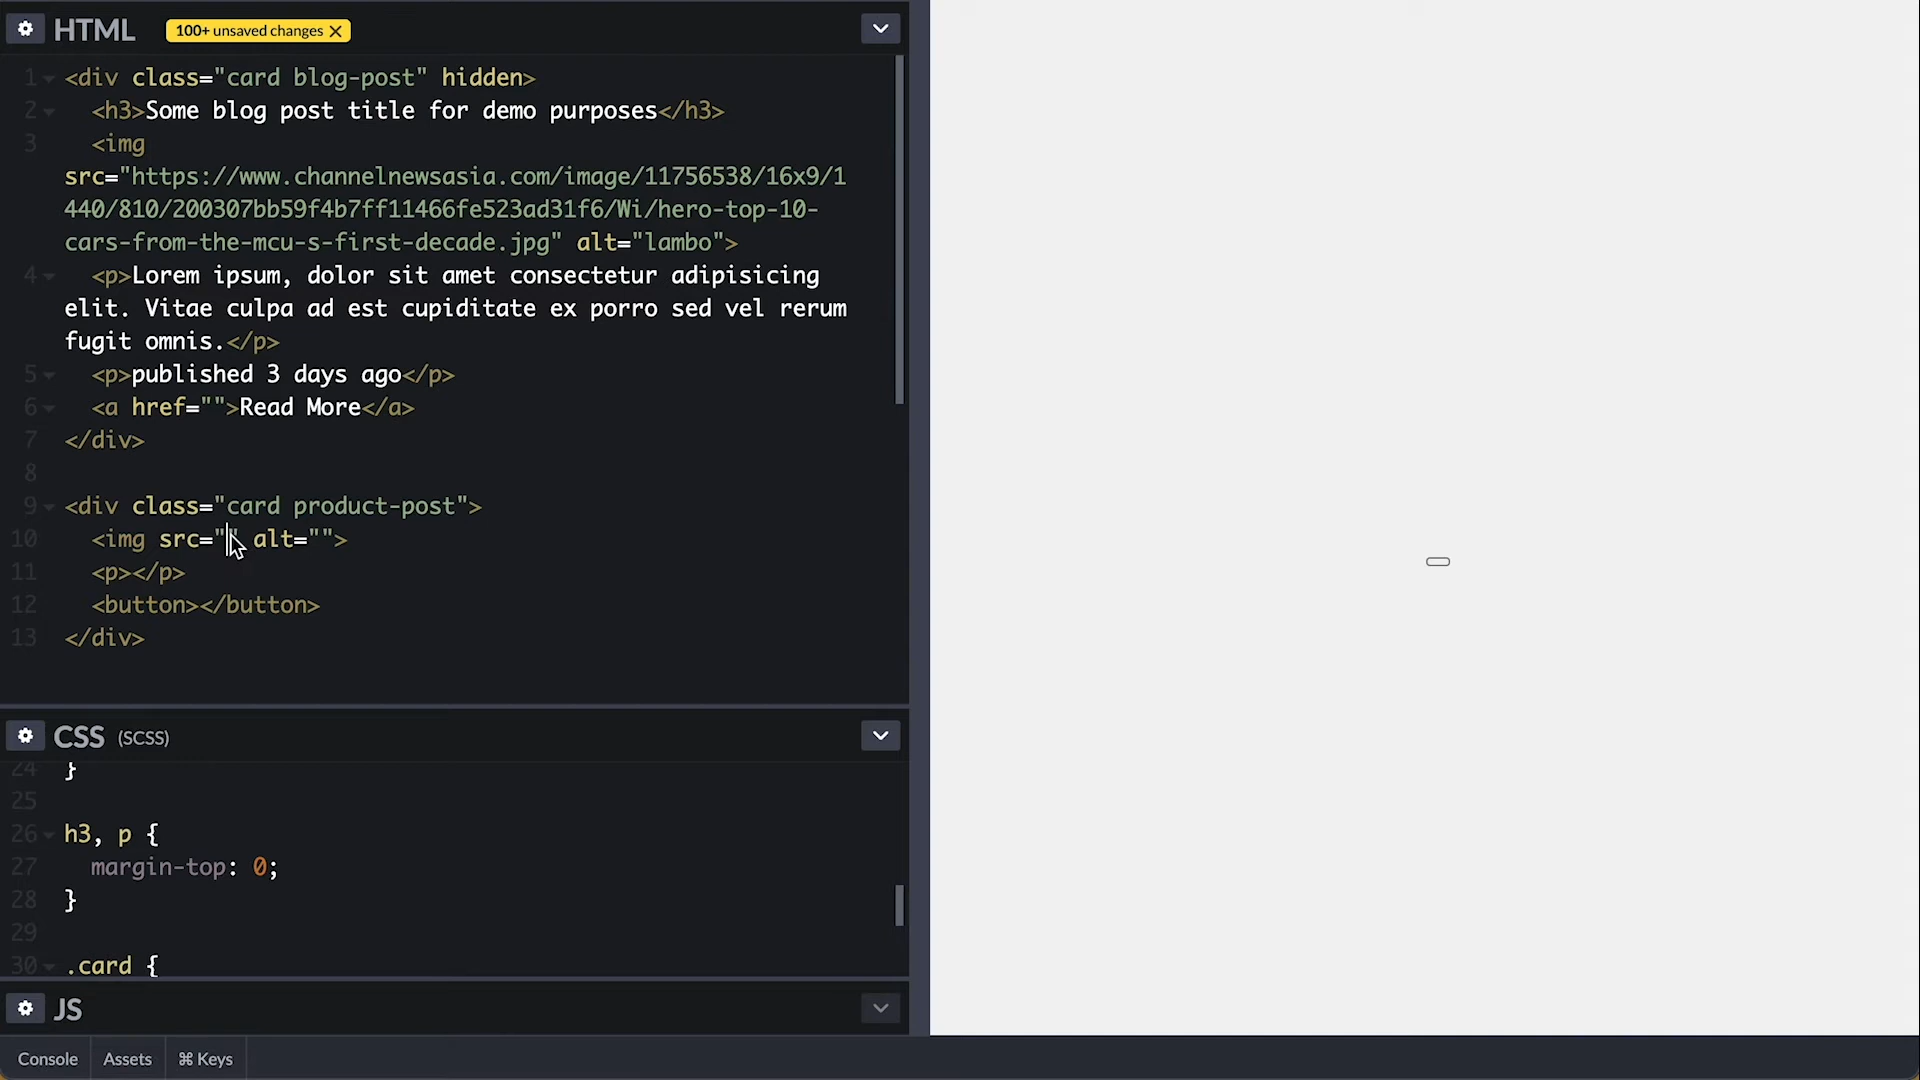 HTML 100+ unsaved changes ×
1 <div class="card blog-post" hidden>
2 <h3>Some blog post title for demo purposes</h3>
3 <img
src="https://www.channelnewsasia.com/image/11756538/16x9/1
440/810/200307bb59f4b7ff11466fe523ad31f6/Wi/hero-top-10-
cars-from-the-mcu-s-first-decade.jpg" alt="lambo">
4 <p>Lorem ipsum, dolor sit amet consectetur adipisicing
elit. Vitae culpa ad est cupiditate ex porro sed vel rerum
fugit omnis.</p>
5 <p>published 3 days ago</p>
6 <a href="">Read More</a>
7 </div>
8
9 <div class="card product-post">
10 <img src="" alt="">
11 <p></p>
12 <button></button>
13 </div>
CSS (SCSS)
24 }
25
26 h3, p {
27 margin-top: 0;
28 }
29
30 .card {
JS
Console Assets ⌘ Keys